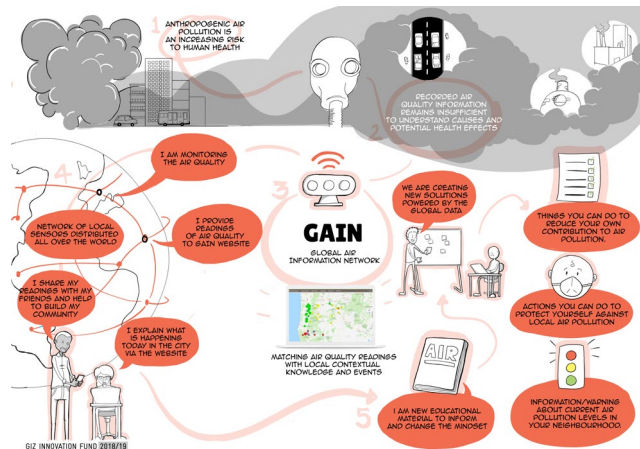 1
ANTHROPOGENIC AIR
POLLUTION IS
AN INCREASING RISK
TO HUMAN HEALTH
2
RECORDED AIR
QUALITY INFORMATION
REMAINS INSUFFICIENT
TO UNDERSTAND CAUSES AND
POTENTIAL HEALTH EFFECTS
3
GAIN
GLOBAL AIR
INFORMATION NETWORK
MATCHING AIR QUALITY READINGS
WITH LOCAL CONTEXTUAL
KNOWLEDGE AND EVENTS
4
I AM MONITORING
THE AIR QUALITY
NETWORK OF LOCAL
SENSORS DISTRIBUTED
ALL OVER THE WORLD
I PROVIDE
READINGS
OF AIR QUALITY
TO GAIN WEBSITE
I SHARE MY
READINGS WITH MY
FRIENDS AND HELP
TO BUILD MY
COMMUNITY
I EXPLAIN WHAT
IS HAPPENING
TODAY IN THE CITY
VIA THE WEBSITE
5
AIR
I AM NEW EDUCATIONAL
MATERIAL TO INFORM
AND CHANGE THE MINDSET
WE ARE CREATING
NEW SOLUTIONS
POWERED BY THE
GLOBAL DATA
THINGS YOU CAN DO TO
REDUCE YOUR OWN
CONTRIBUTION TO AIR
POLLUTION.
ACTIONS YOU CAN DO TO
PROTECT YOURSELF AGAINST
LOCAL AIR POLLUTION
INFORMATION/WARNING
ABOUT CURRENT AIR
POLLUTION LEVELS IN
YOUR NEIGHBOURHOOD.
GIZ INNOVATION FUND 2018/19